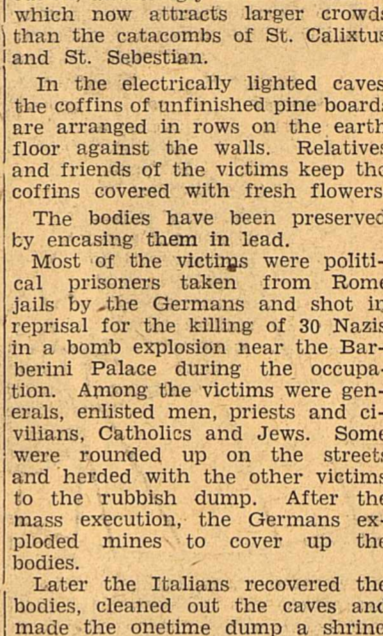 which now attracts larger crowds
than the catacombs of St. Calixtus
and St. Sebestian.
In the electrically lighted caves
the coffins of unfinished pine boards
are arranged in rows on the earth
floor against the walls. Relatives
and friends of the victims keep the
coffins covered with fresh flowers
The bodies have been preserved
by encasing them in lead.
Most of the victims were politi-
cal prisoners taken from Rome
jails by the Germans and shot in
reprisal for the killing of 30 Nazis
in a bomb explosion near the Bar-
berini Palace during the occupa-
tion. Among the victims were gen-
erals, enlisted men, priests and ci-
vilians, Catholics and Jews. Some
were rounded up on the streets
and herded with the other victims
to the rubbish dump. After the
mass execution, the Germans ex-
ploded mines to cover up the
bodies.
Later the Italians recovered the
bodies, cleaned out the caves and
made the onetime dump a shrine